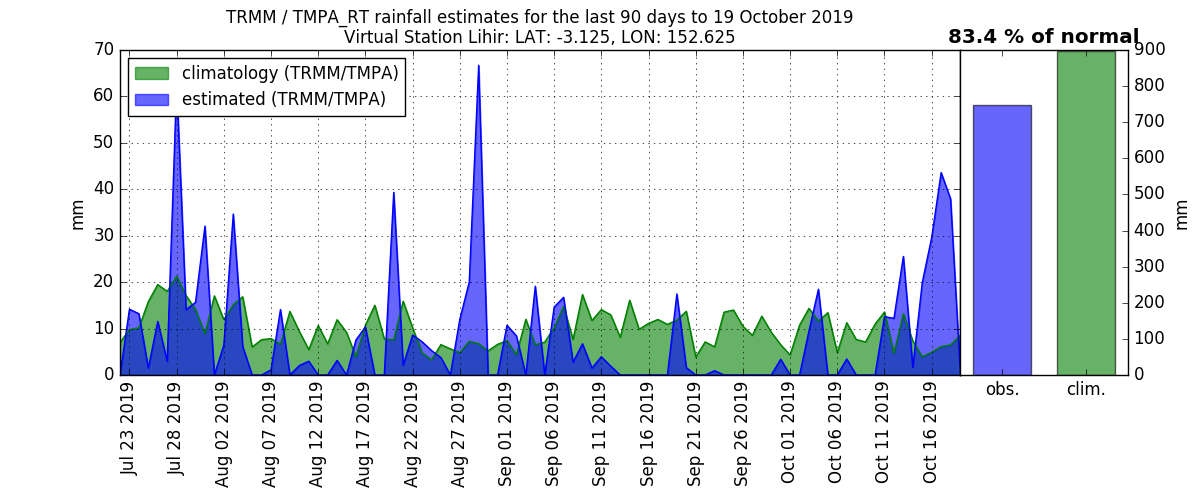 TRMM / TMPA_RT rainfall estimates for the last 90 days to 19 October 2019
Virtual Station Lihir: LAT: -3.125, LON: 152.625
83.4 % of normal
climatology (TRMM/TMPA)
estimated (TRMM/TMPA)
70
60
50
40
30
20
10
0
mm
900
800
700
600
500
400
300
200
100
0
mm
obs. clim.
Jul 23 2019
Jul 28 2019
Aug 02 2019
Aug 07 2019
Aug 12 2019
Aug 17 2019
Aug 22 2019
Aug 27 2019
Sep 01 2019
Sep 06 2019
Sep 11 2019
Sep 16 2019
Sep 21 2019
Sep 26 2019
Oct 01 2019
Oct 06 2019
Oct 11 2019
Oct 16 2019